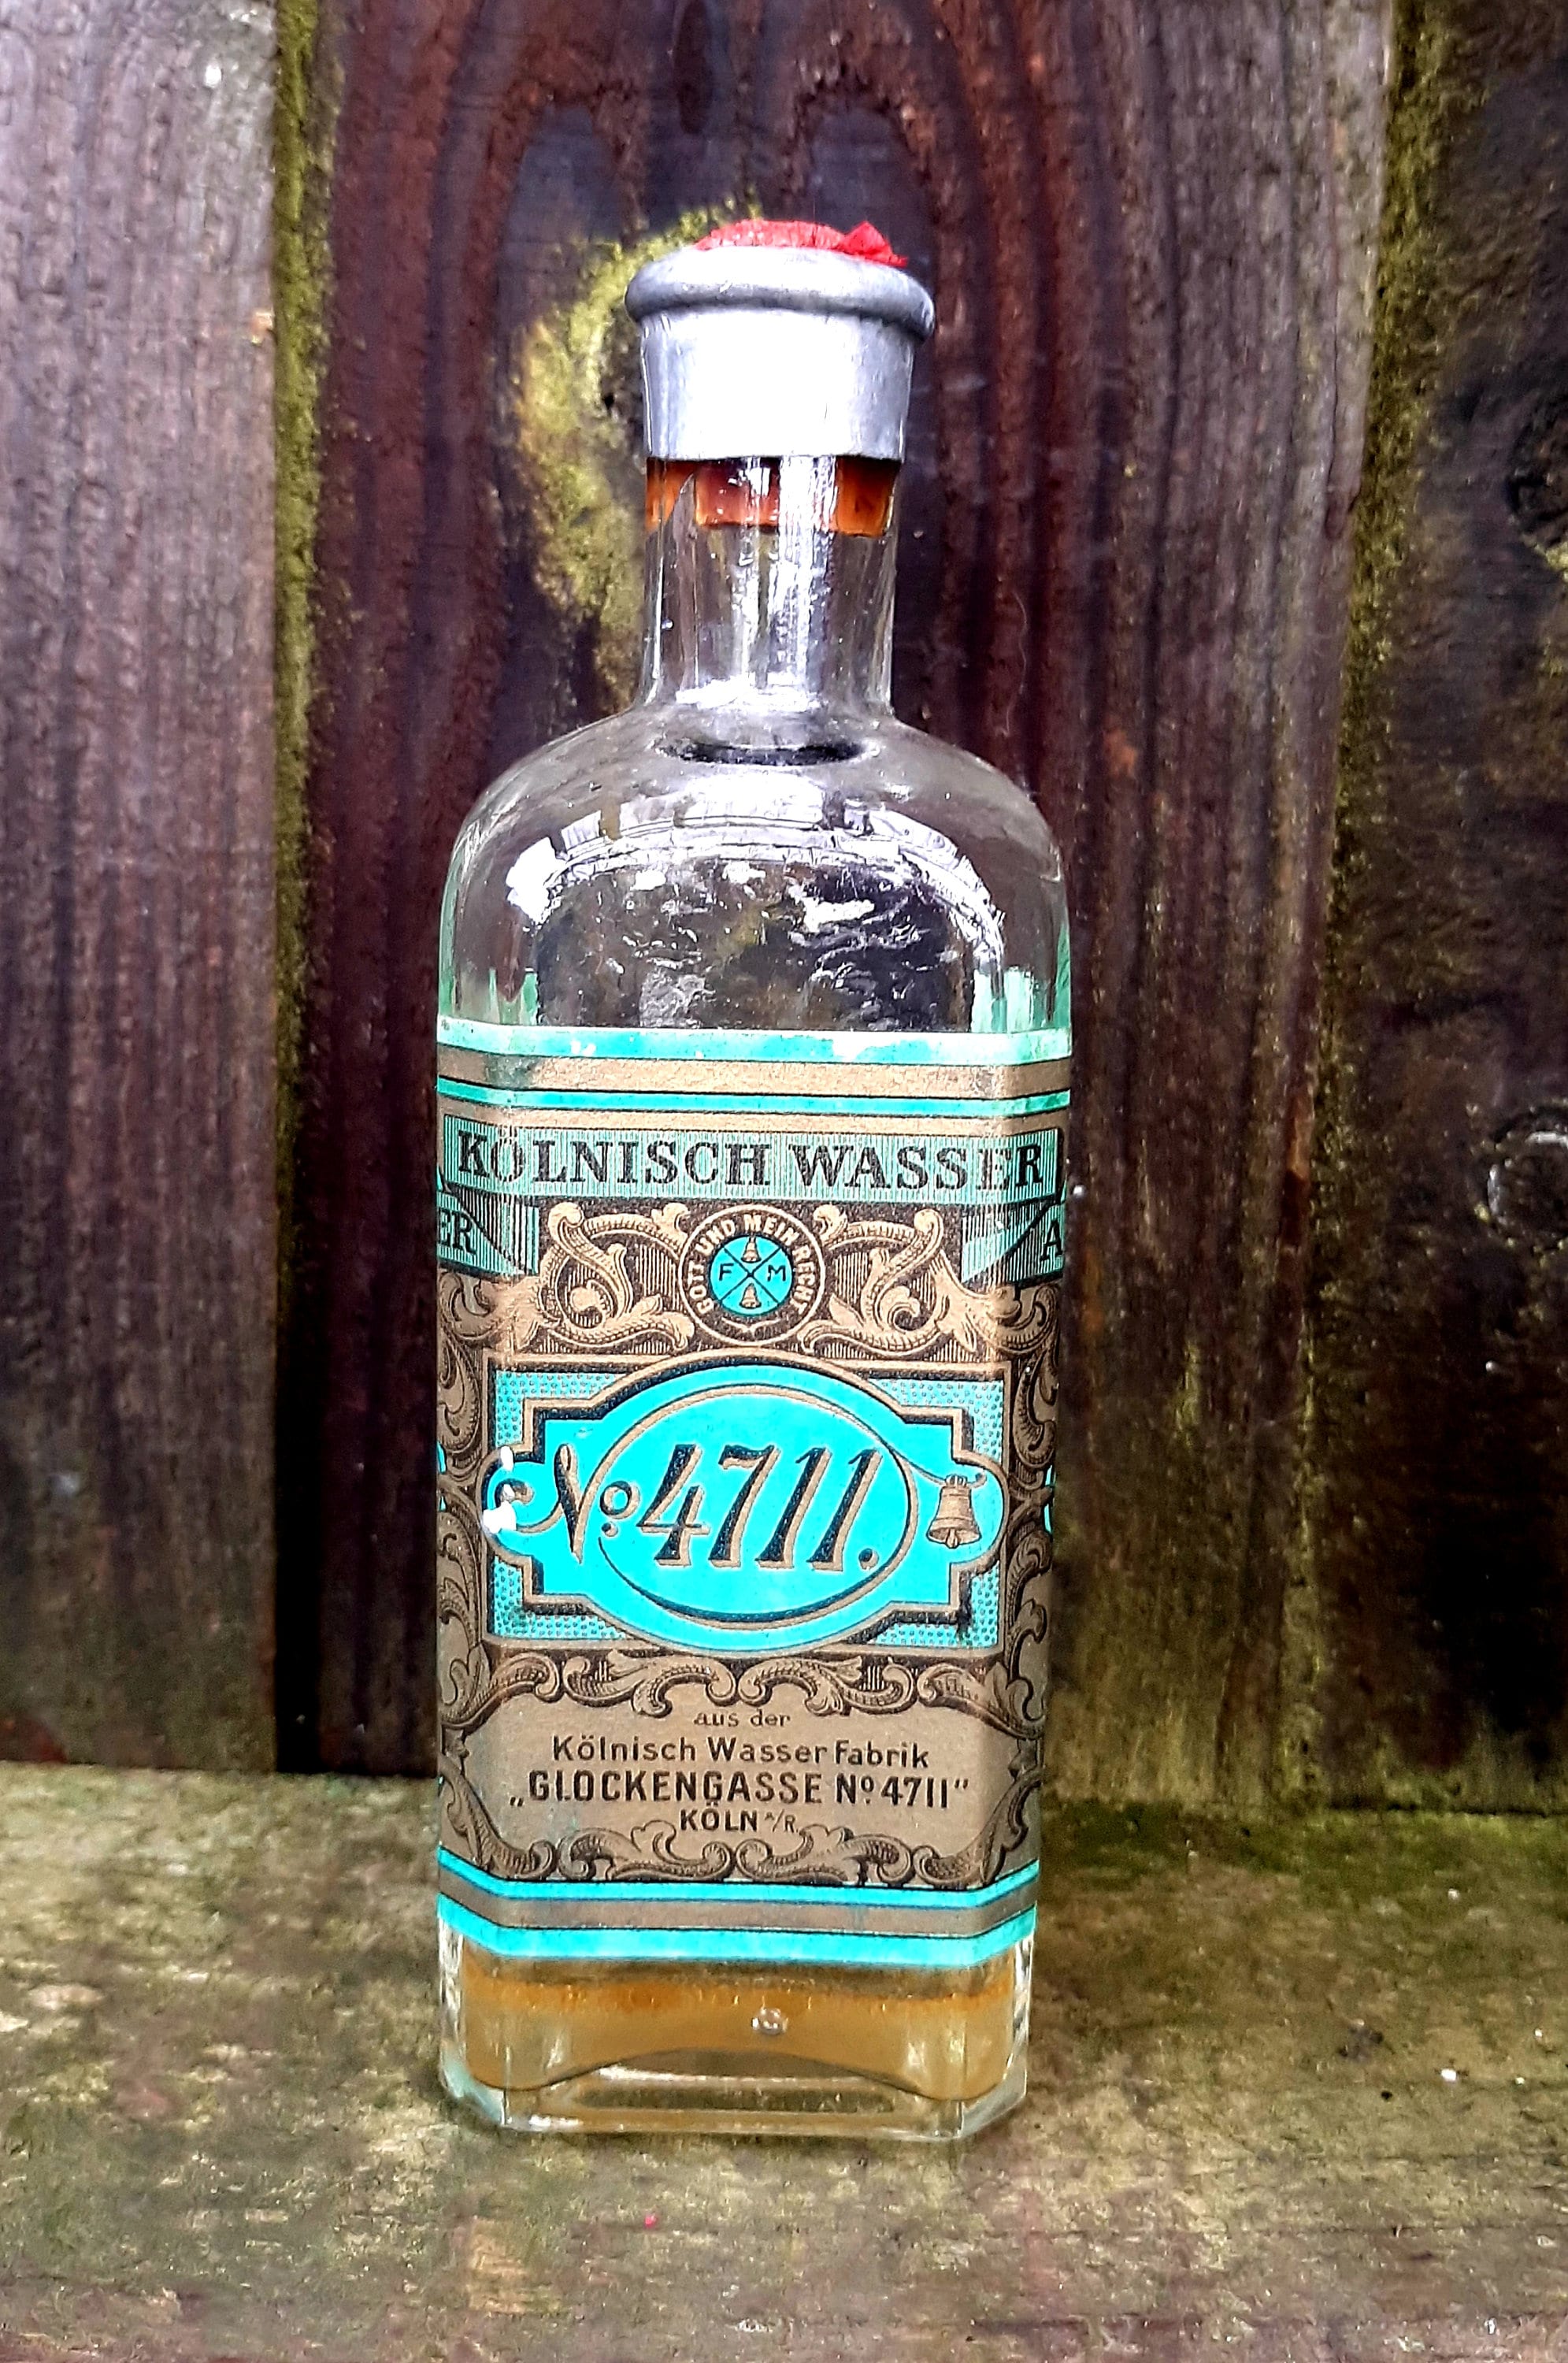 KÖLNISCH WASSER
ER
A
GOTT UND MEIN RECHT
F M
№ 4711.
aus der
Kölnisch Wasser Fabrik
„GLOCKENGASSE № 4711“
KÖLN a/R.